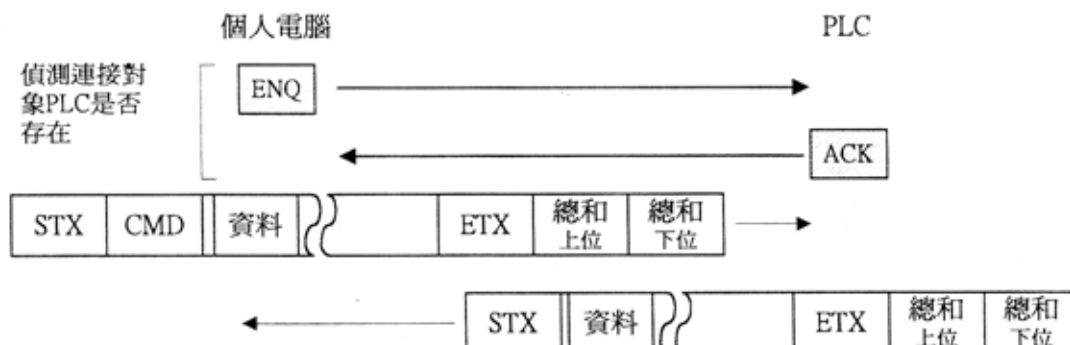 個人電腦
PLC
偵測連接對
象PLC是否
存在
ENQ
ACK
STX
CMD
資料
ETX
總和
上位
總和
下位
STX
資料
ETX
總和
上位
總和
下位